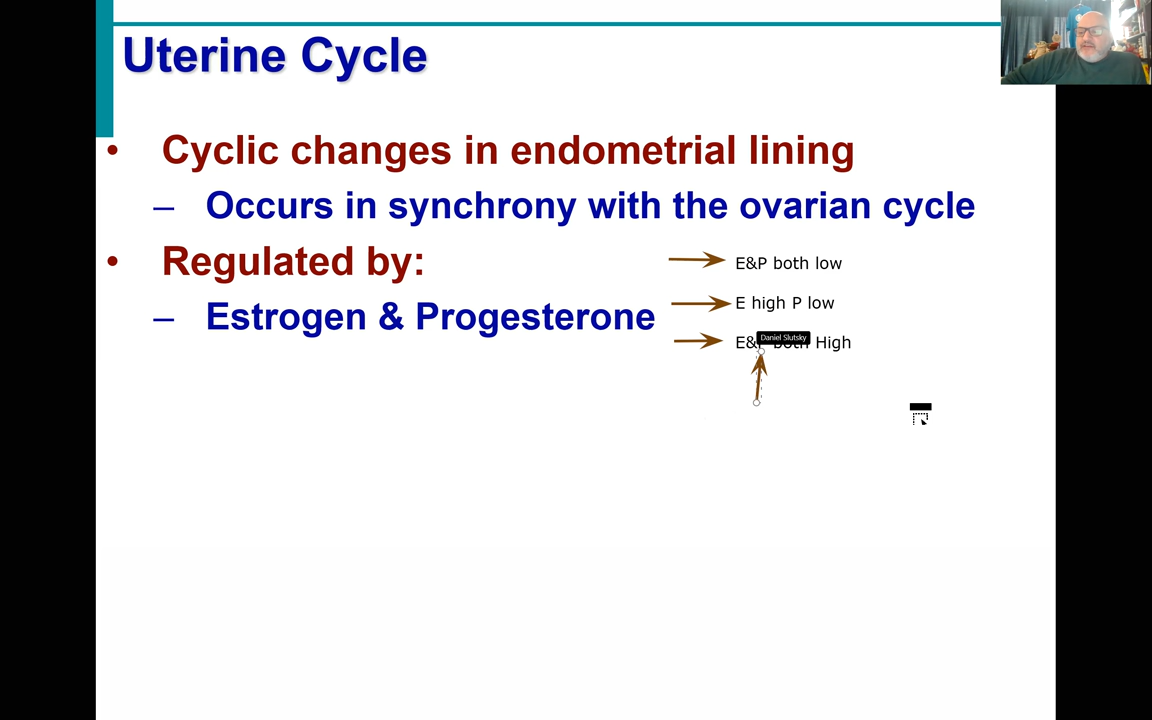 Uterine Cycle
• Cyclic changes in endometrial lining
– Occurs in synchrony with the ovarian cycle
• Regulated by:
– Estrogen & Progesterone
E&P both low
E high P low
E&P both High
Daniel Slutsky